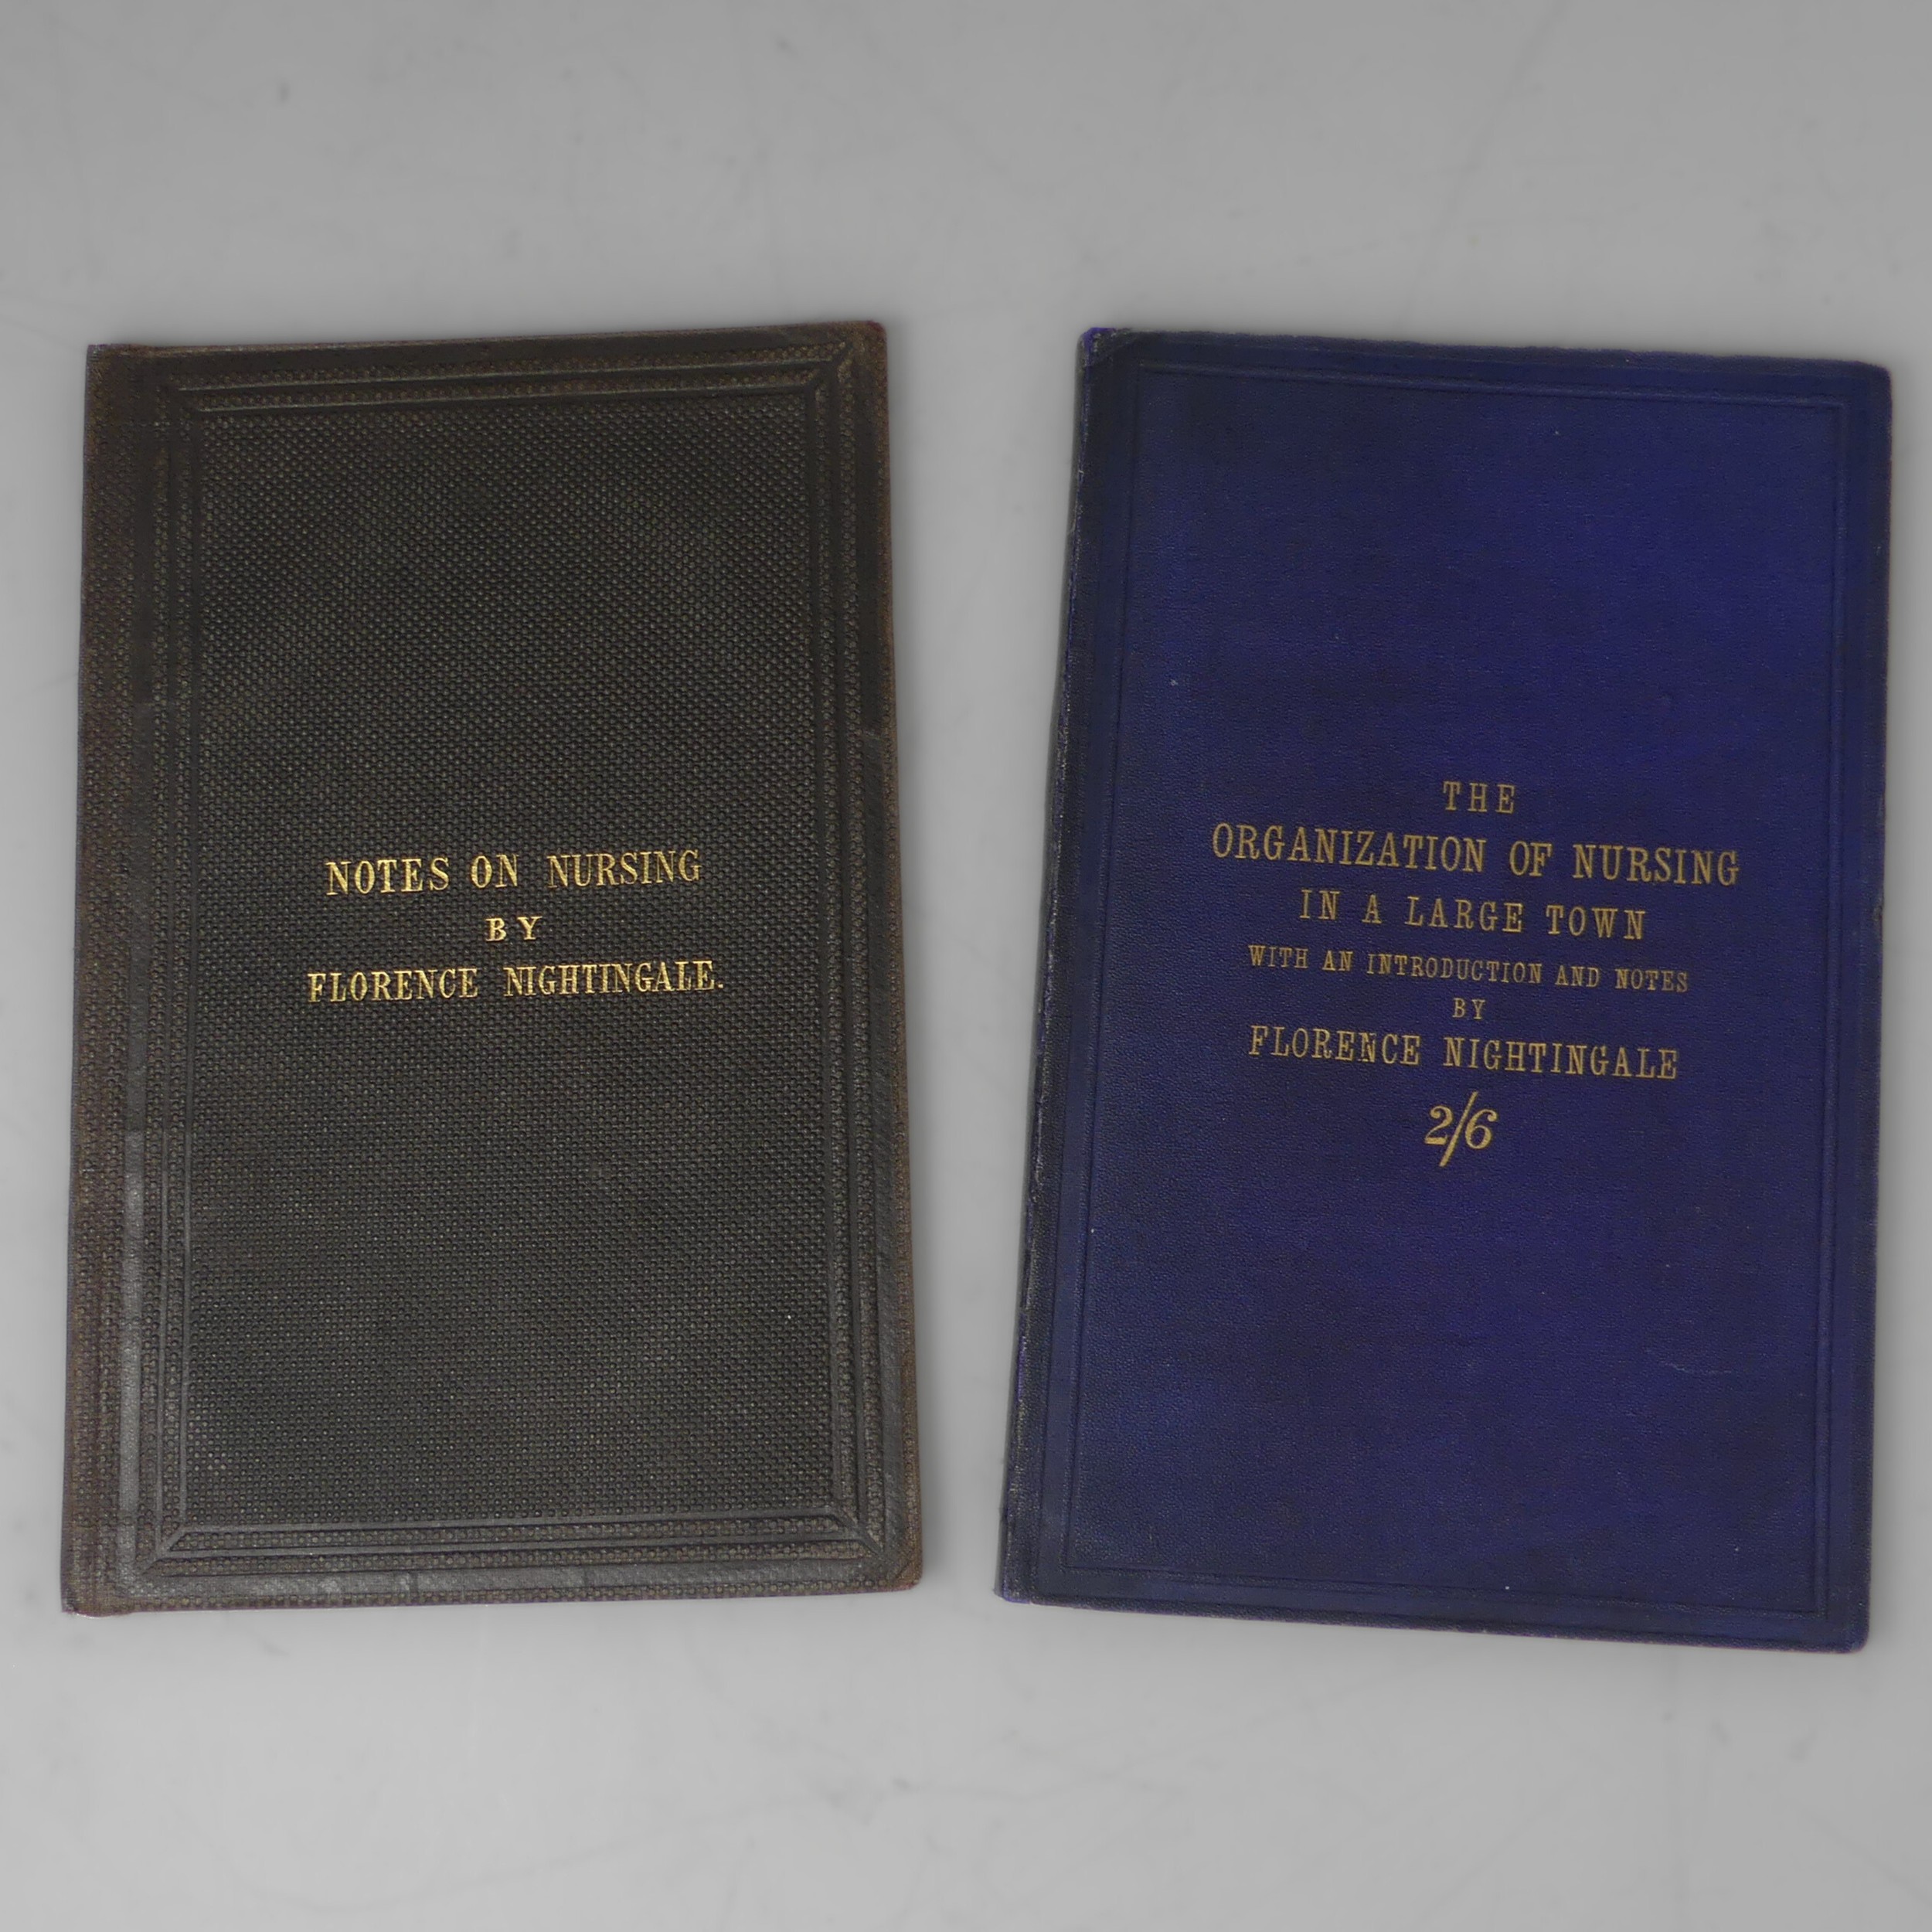 NOTES ON NURSING
BY
FLORENCE NIGHTINGALE.
THE
ORGANIZATION OF NURSING
IN A LARGE TOWN
WITH AN INTRODUCTION AND NOTES
BY
FLORENCE NIGHTINGALE
2/6